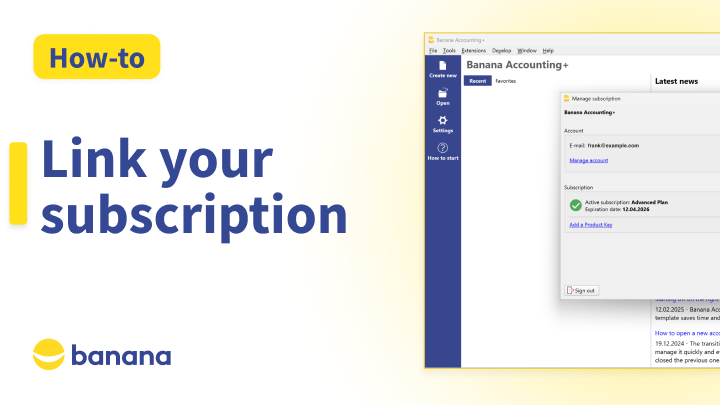 How-to
Link your
subscription
banana
Banana Accounting+
File Tools Extensions Develop Window Help
Create new
Open
Settings
How to start
Banana Accounting+
Recent Favorites
Latest news
Manage subscription
Banana Accounting+
Account
E-mail: frank@example.com
Manage account
Subscription
Active subscription: Advanced Plan
Expiration date: 12.04.2026
Add a Product Key
Sign out
12.02.2025 - Banana Acc
template saves time and
How to open a new acco
19.12.2024 - The transiti
manage it quickly and e
closed the previous one.